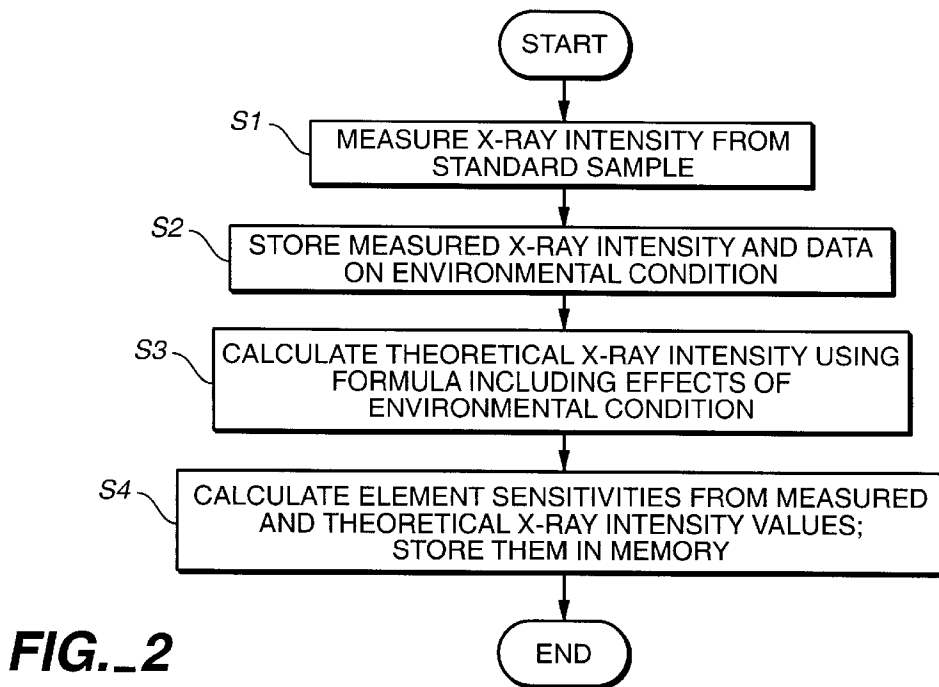 START
S1
MEASURE X-RAY INTENSITY FROM
STANDARD SAMPLE
S2
STORE MEASURED X-RAY INTENSITY AND DATA
ON ENVIRONMENTAL CONDITION
S3
CALCULATE THEORETICAL X-RAY INTENSITY USING
FORMULA INCLUDING EFFECTS OF
ENVIRONMENTAL CONDITION
S4
CALCULATE ELEMENT SENSITIVITIES FROM MEASURED
AND THEORETICAL X-RAY INTENSITY VALUES;
STORE THEM IN MEMORY
END
FIG._2